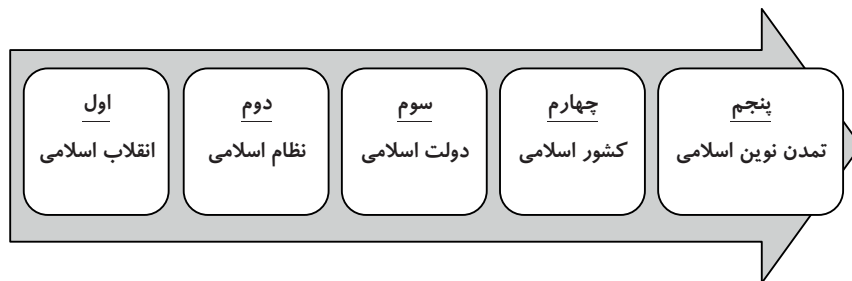 اول
انقلاب اسلامی
دوم
نظام اسلامی
سوم
دولت اسلامی
چهارم
کشور اسلامی
پنجم
تمدن نوین اسلامی